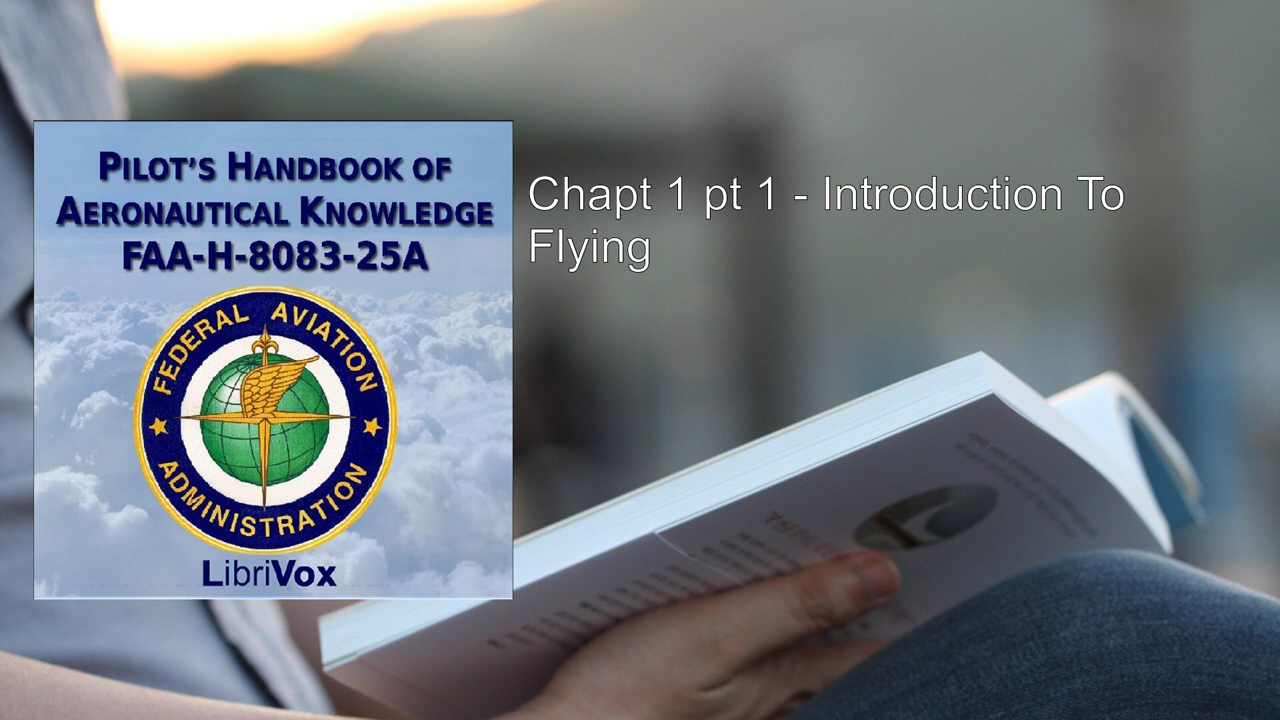 PILOT'S HANDBOOK OF
AERONAUTICAL KNOWLEDGE
FAA-H-8083-25A
FEDERAL AVIATION
ADMINISTRATION
LibriVox
Chapt 1 pt 1 - Introduction To
Flying